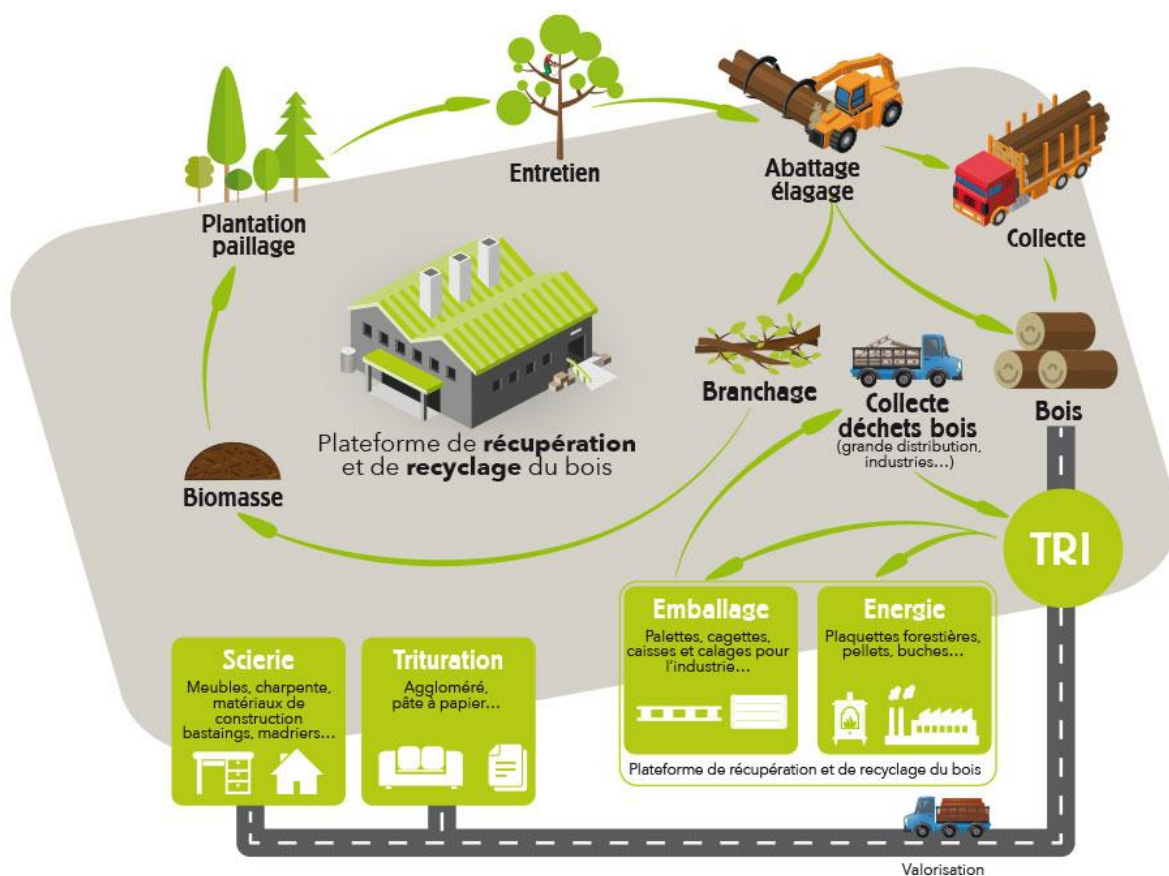 Entretien
Abattage
élagage
Plantation
paillage
Collecte
Branchage
Collecte
déchets bois
(grande distribution,
industries...)
Bois
Plateforme de récupération
et de recyclage du bois
Biomasse
TRI
Emballage
Palettes, cagettes,
caisses et calages pour
l'industrie...
Energie
Plaquettes forestières,
pellets, buches...
Plateforme de récupération et de recyclage du bois
Scierie
Meubles, charpente,
matériaux de
construction
bastaings, madriers...
Trituration
Aggloméré,
pâte à papier...
Valorisation